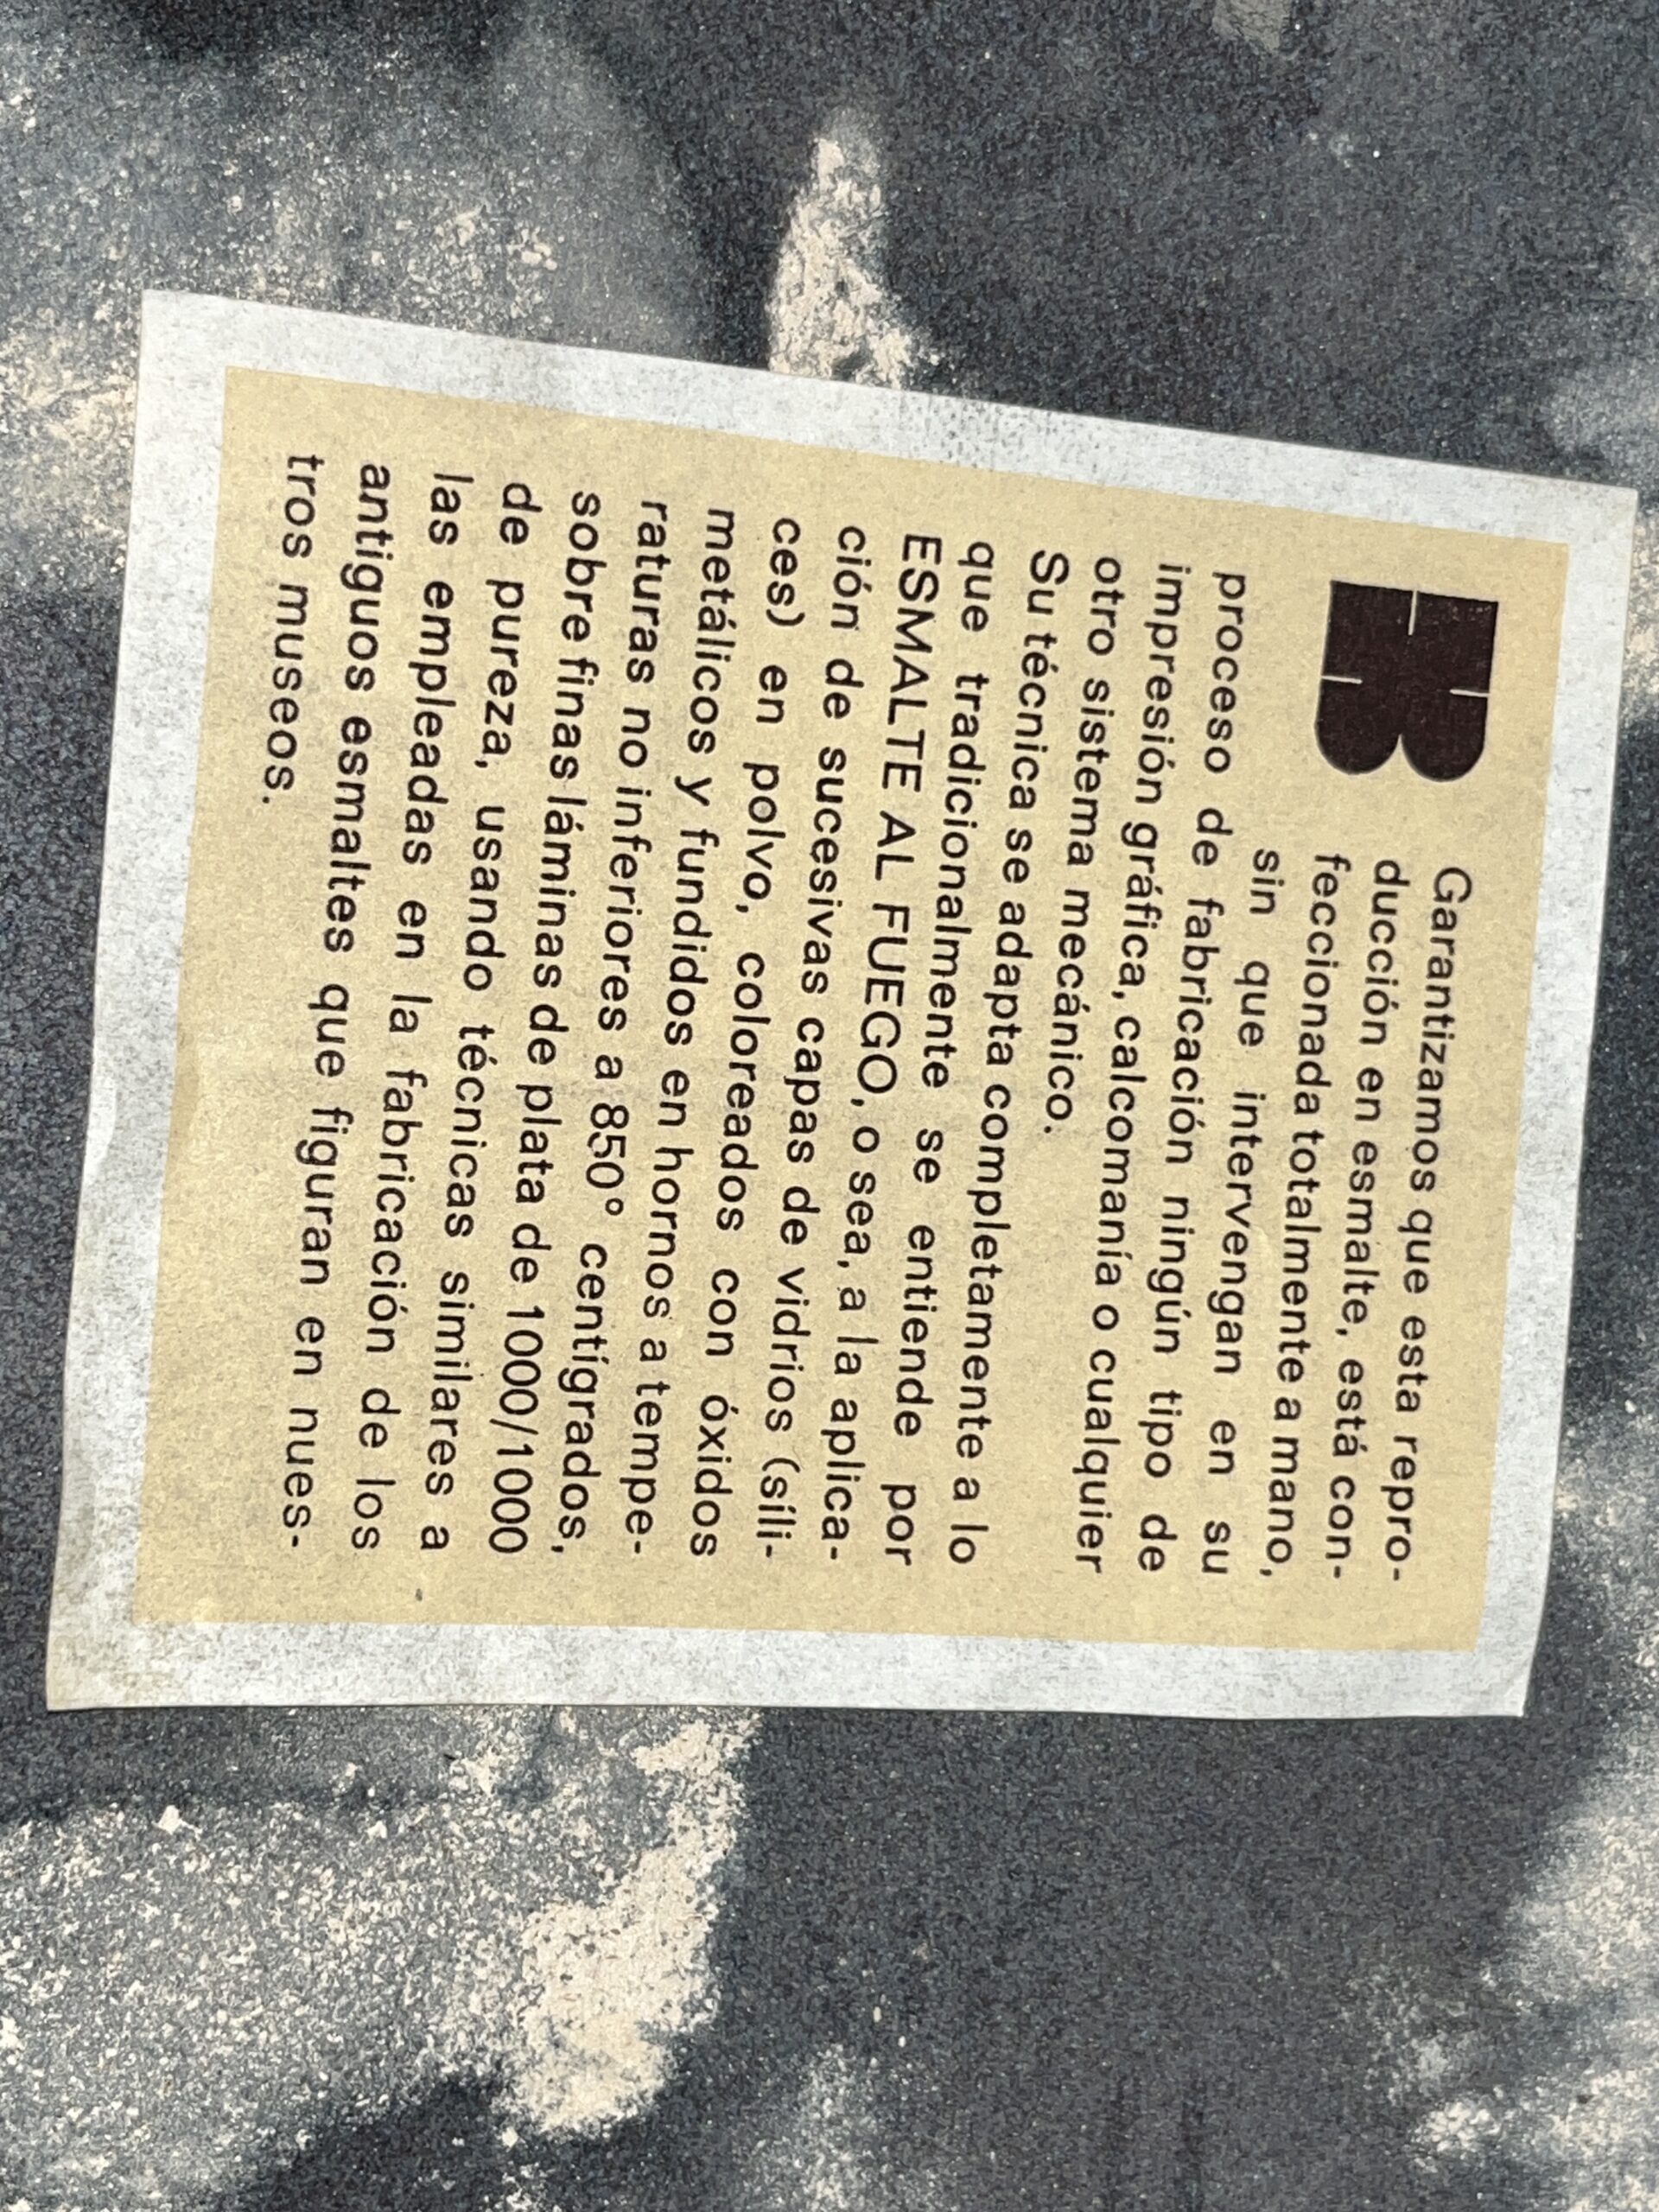 B
Garantizamos que esta repro-
ducción en esmalte, está con-
feccionada totalmente a mano,
sin que intervengan en su
proceso de fabricación ningún tipo de
impresión gráfica, calcomanía o cualquier
otro sistema mecánico.
Su técnica se adapta completamente a lo
que tradicionalmente se entiende por
ESMALTE AL FUEGO, o sea, a la aplica-
ción de sucesivas capas de vidrios (síli-
ces) en polvo, coloreados con óxidos
metálicos y fundidos en hornos a tempe-
raturas no inferiores a 850° centígrados,
sobre finas láminas de plata de 1000/1000
de pureza, usando técnicas similares a
las empleadas en la fabricación de los
antiguos esmaltes que figuran en nues-
tros museos.